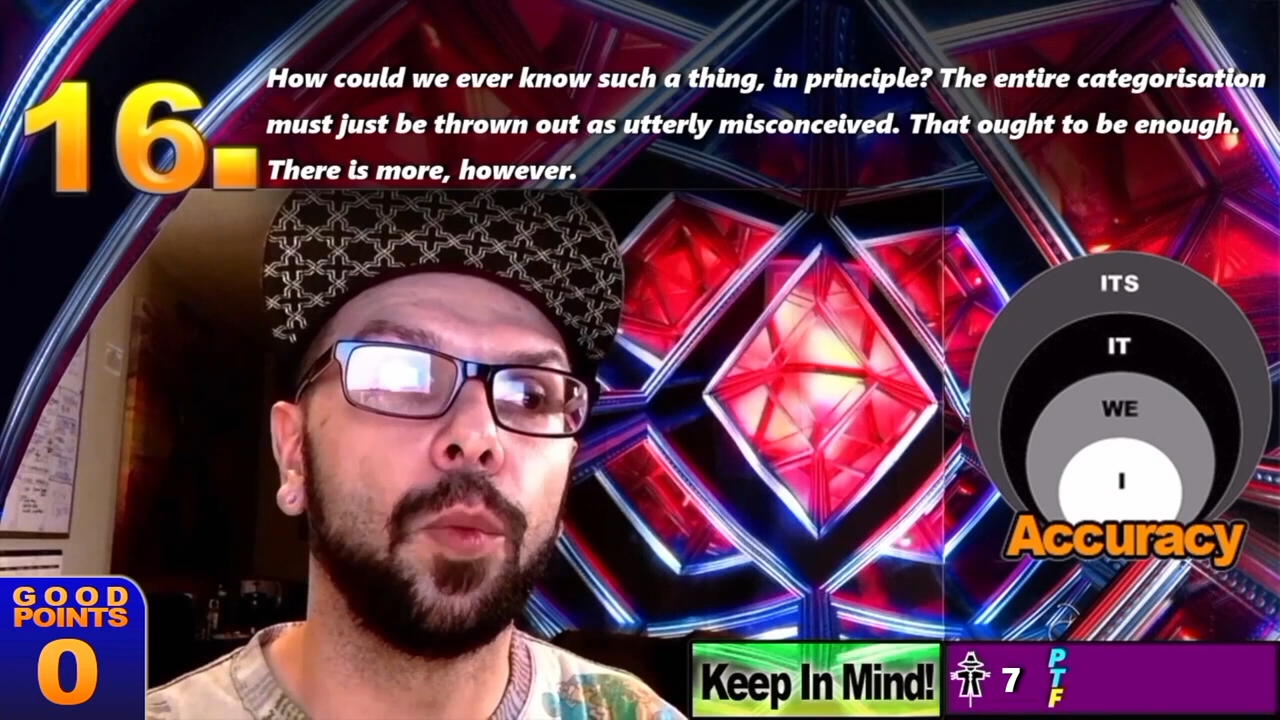 16.
How could we ever know such a thing, in principle? The entire categorisation
must just be thrown out as utterly misconceived. That ought to be enough.
There is more, however.
ITS
IT
WE
I
Accuracy
GOOD
POINTS
0
Keep In Mind!
7
P
T
F